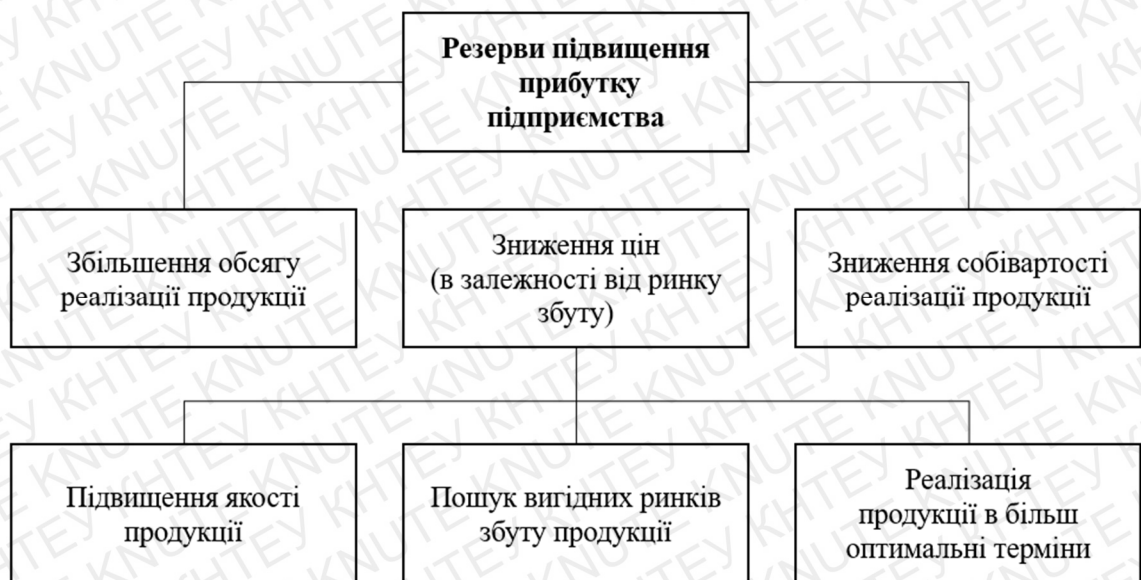 Резерви підвищення
прибутку
підприємства
Збільшення обсягу
реалізації продукції
Зниження цін
(в залежності від ринку
збуту)
Зниження собівартості
реалізації продукції
Підвищення якості
продукції
Пошук вигідних ринків
збуту продукції
Реалізація
продукції в більш
оптимальні терміни